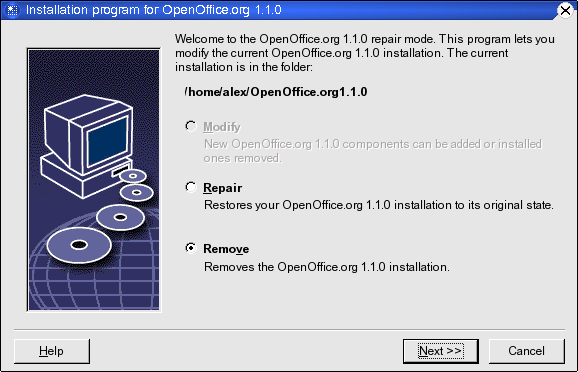 Installation program for OpenOffice.org 1.1.0
Welcome to the OpenOffice.org 1.1.0 repair mode. This program lets you
modify the current OpenOffice.org 1.1.0 installation. The current
installation is in the folder:
/home/alex/OpenOffice.org1.1.0
Modify
New OpenOffice.org 1.1.0 components can be added or installed
ones removed.
Repair
Restores your OpenOffice.org 1.1.0 installation to its original state.
Remove
Removes the OpenOffice.org 1.1.0 installation.
Help
Next >>
Cancel